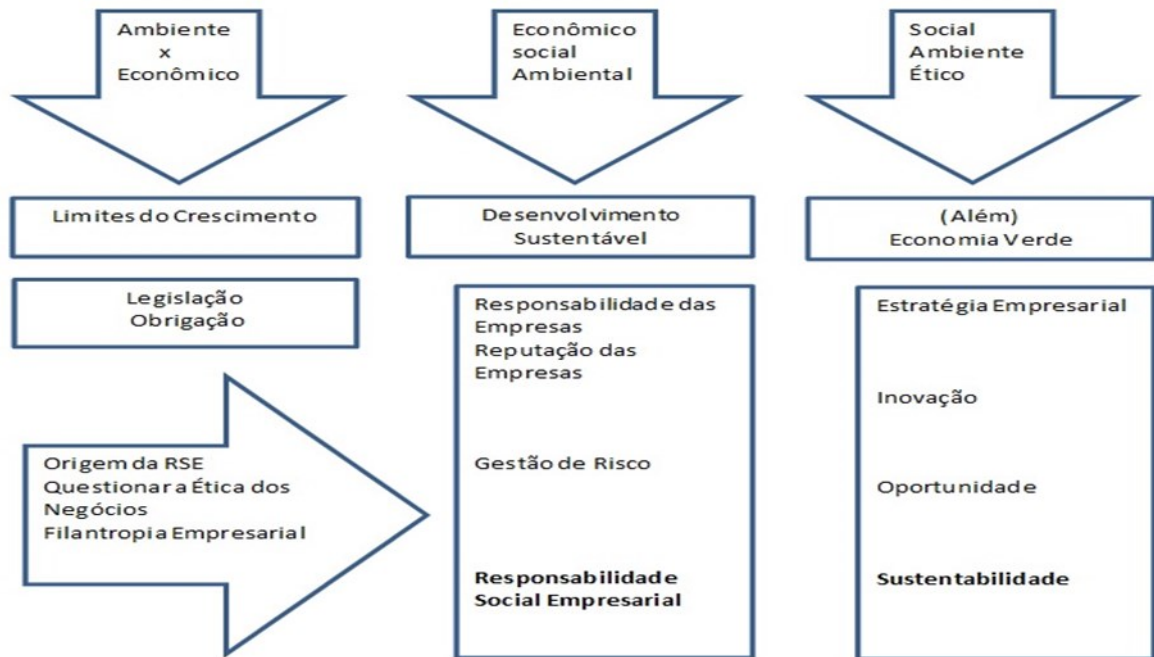 Ambiente
x
Econômico
Econômico
social
Ambiental
Social
Ambiente
Ético
Limites do Crescimento
Desenvolvimento
Sustentável
(Além)
Economia Verde
Legislação
Obrigação
Origem da RSE
Questionar a Ética dos
Negócios
Filantropia Empresarial
Responsabilidade das
Empresas
Reputação das
Empresas
Gestão de Risco
Responsabilidade
Social Empresarial
Estratégia Empresarial
Inovação
Oportunidade
Sustentabilidade